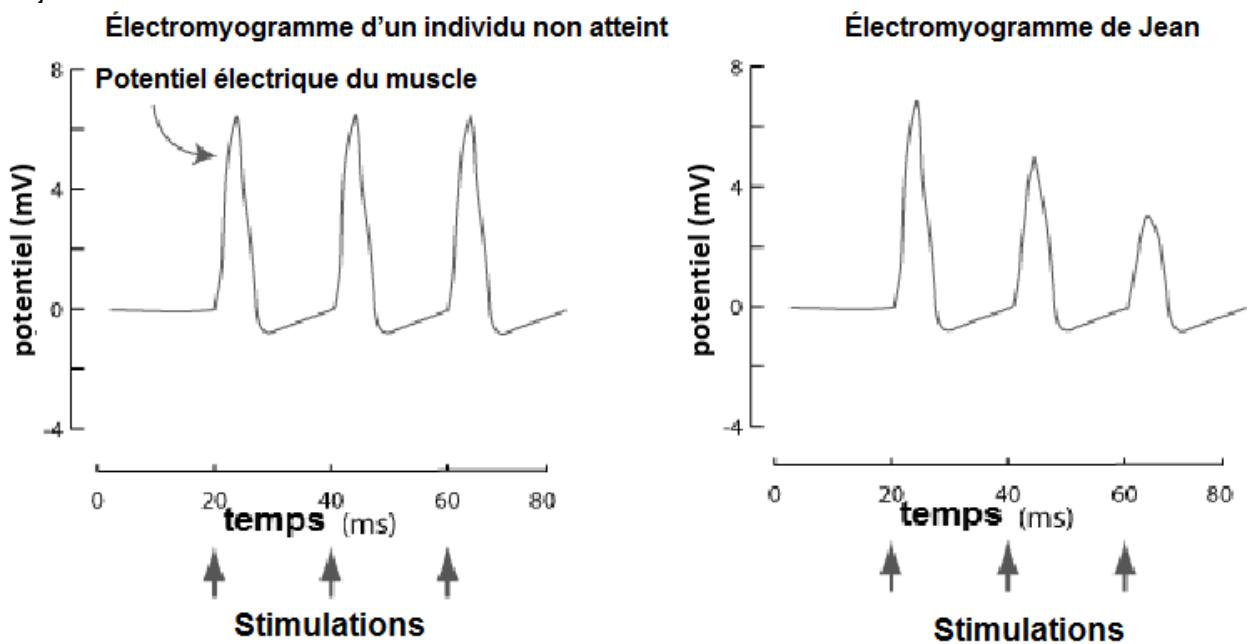 Électromyogramme d'un individu non atteint
Potentiel électrique du muscle
potentiel (mV)
8
4
0
-4
0 20 40 60 80
temps (ms)
Stimulations
Électromyogramme de Jean
potentiel (mV)
8
4
0
-4
0 20 40 60 80
temps (ms)
Stimulations